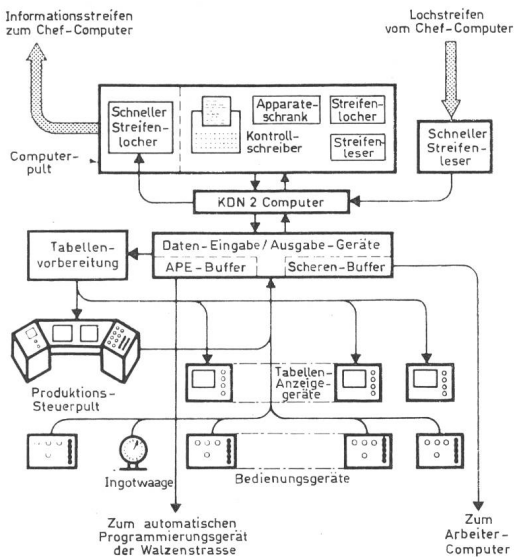 Informationsstreifen
zum Chef-Computer
Lochstreifen
vom Chef-Computer
Schneller
Streifen-
locher
Apparate-
schrank
Streifen-
locher
Kontroll-
schreiber
Streifen-
leser
Schneller
Streifen-
leser
Computer-
pult
KDN 2 Computer
Tabellen-
vorbereitung
Daten-Eingabe/Ausgabe-Geräte
APE-Buffer
Scheren-Buffer
Produktions-
Steuerpult
Tabellen-
Anzeige-
geräte
Ingotwaage
Bedienungsgeräte
Zum automatischen
Programmierungsgerät
der Walzenstrasse
Zum
Arbeiter-
Computer